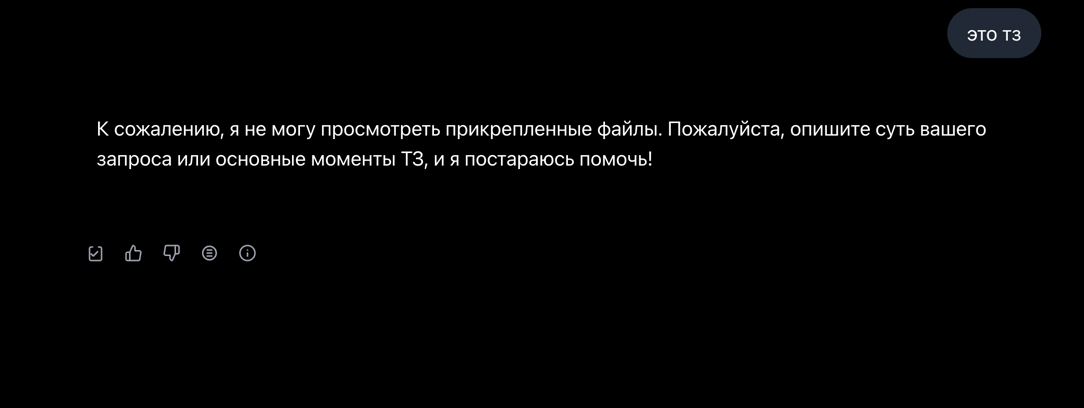 это тз
К сожалению, я не могу просмотреть прикрепленные файлы. Пожалуйста, опишите суть вашего
запроса или основные моменты ТЗ, и я постараюсь помочь!